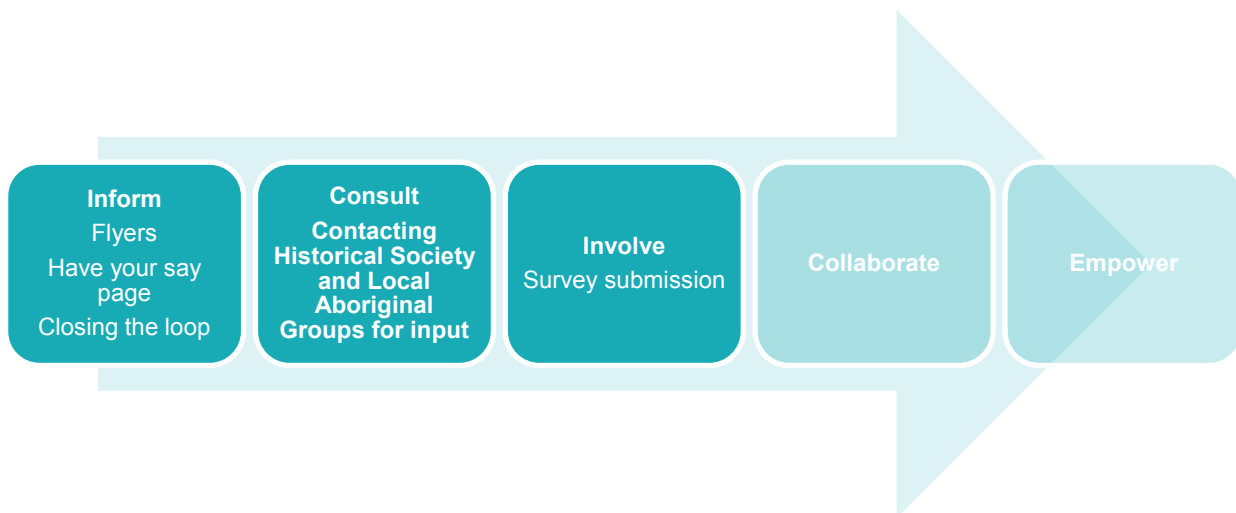 Inform
Flyers
Have your say
page
Closing the loop
Consult
Contacting
Historical Society
and Local
Aboriginal
Groups for input
Involve
Survey submission
Collaborate
Empower